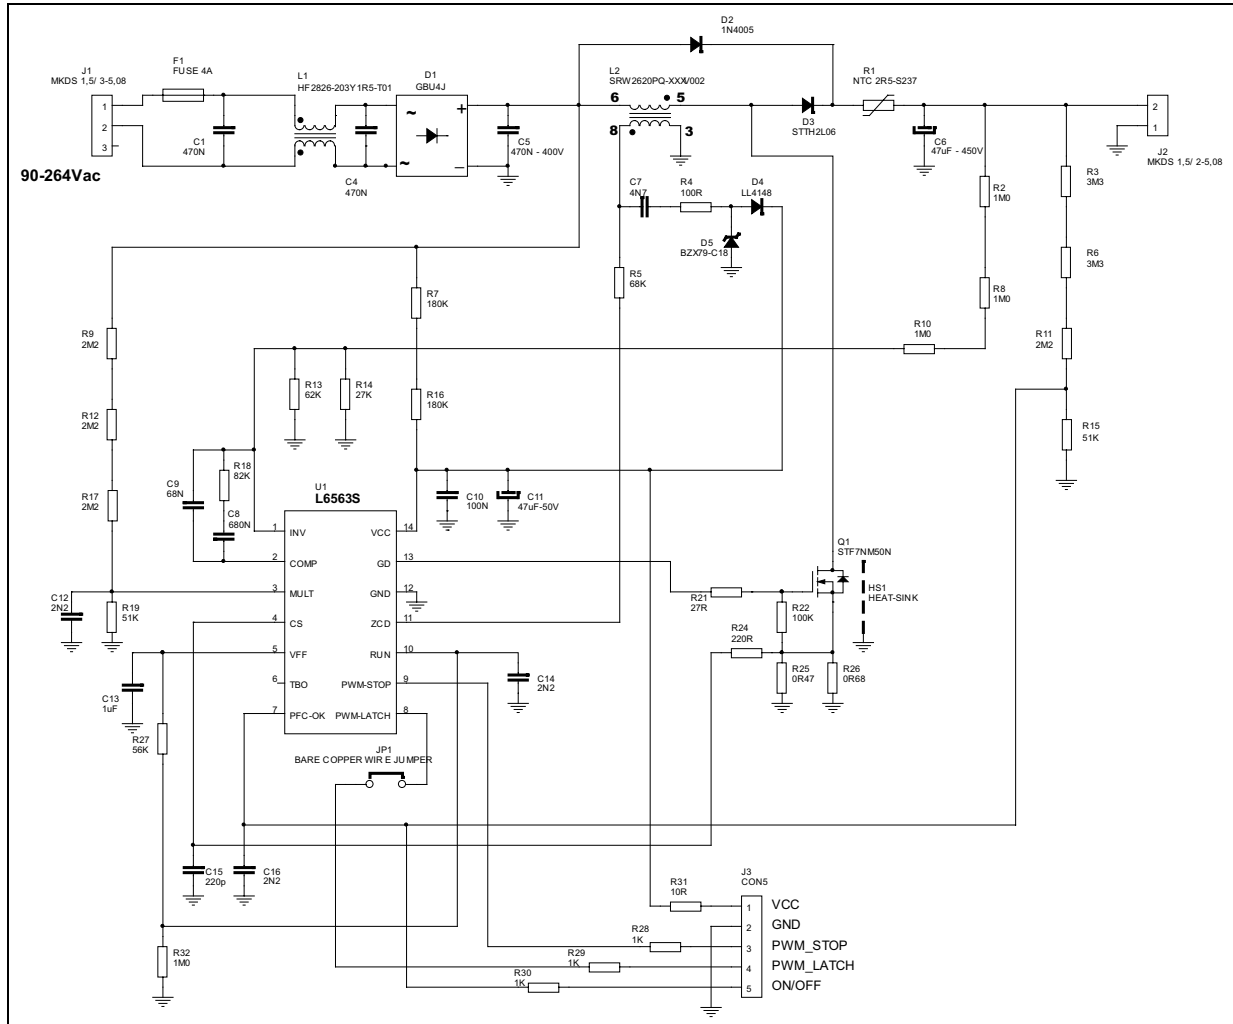 D2
1N4005
F1
FUSE 4A
J1
MKDS 1,5/ 3-5,08
L1
HF2826-203Y1R5-T01
D1
GBU4J
L2
SRW2620PQ-XXXV002
R1
NTC 2R5-S237
1
2
3
~
~
+
−
6
5
8
3
2
1
C1
470N
C4
470N
C5
470N - 400V
D3
STTH2L06
C6
47uF - 450V
J2
MKDS 1,5/ 2-5,08
90-264Vac
C7
4N7
R4
100R
D4
LL4148
D5
BZX79-C18
R2
1M0
R3
3M3
R5
68K
R6
3M3
R7
180K
R8
1M0
R9
2M2
R10
1M0
R11
2M2
R13
62K
R14
27K
R16
180K
R12
2M2
R15
51K
R18
82K
C9
68N
R17
2M2
C8
680N
U1
L6563S
C10
100N
C11
47uF-50V
1
INV
VCC
14
2
COMP
GD
13
3
MULT
GND
12
4
CS
ZCD
11
5
VFF
RUN
10
6
TBO
PWM-STOP
9
7
PFC-OK
PWM-LATCH
8
Q1
STF7NM50N
HS1
HEAT-SINK
C12
2N2
R19
51K
R21
27R
R22
100K
R24
220R
R25
0R47
R26
0R68
C13
1uF
C14
2N2
R27
56K
JP1
BARE COPPER WIRE JUMPER
C15
220p
C16
2N2
R32
1M0
R31
10R
R28
1K
R29
1K
R30
1K
J3
CON5
1
VCC
2
GND
3
PWM_STOP
4
PWM_LATCH
5
ON/OFF